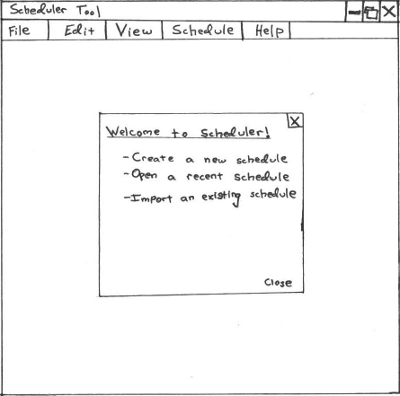 Scheduler Tool
File Edit View Schedule Help
Welcome to Scheduler!
-Create a new schedule
-Open a recent schedule
-Import an existing schedule
Close